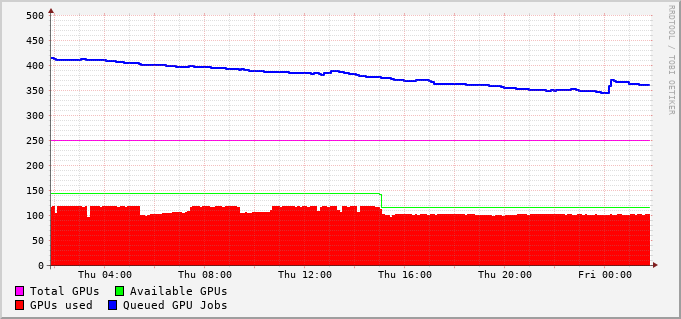 500
450
400
350
300
250
200
150
100
50
0
Thu 04:00 Thu 08:00 Thu 12:00 Thu 16:00 Thu 20:00 Fri 00:00
Total GPUs Available GPUs
GPUs used Queued GPU Jobs
RRDTOOL / TOBI OETIKER